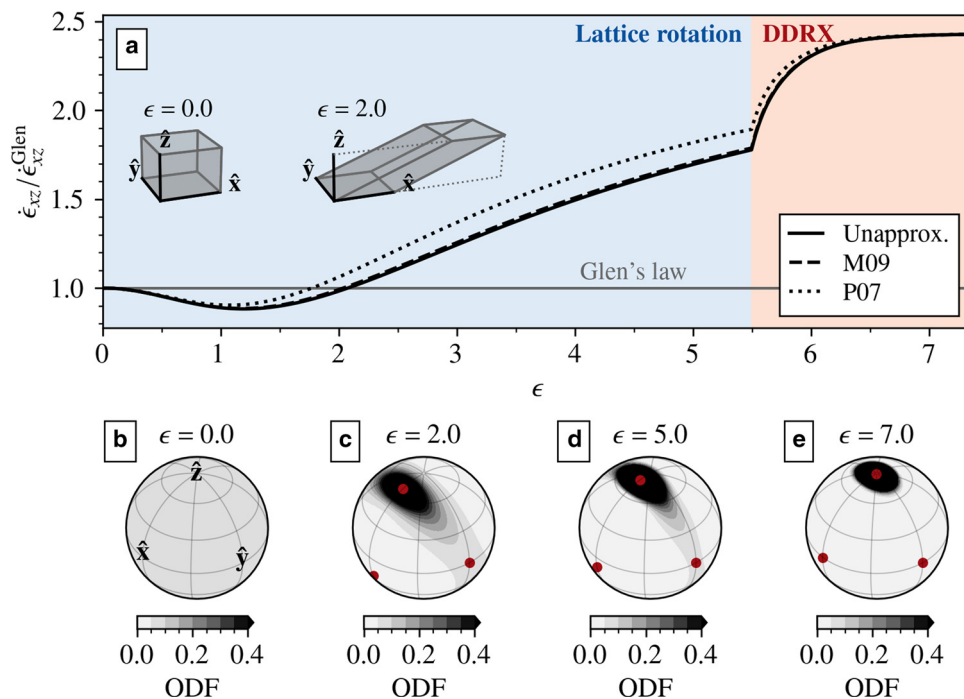 a
Lattice rotation
DDRX
ϵ = 0.0
ϵ = 2.0
ẑ
ŷ
x̂
ẑ
ŷ
x̂
Glen's law
Unapprox.
M09
P07
2.5
2.0
1.5
1.0
ϵ̇xz/ϵ̇xzGlen
0 1 2 3 4 5 6 7
ϵ
b ϵ = 0.0
c ϵ = 2.0
d ϵ = 5.0
e ϵ = 7.0
ẑ
x̂
ŷ
0.0 0.2 0.4
ODF
0.0 0.2 0.4
ODF
0.0 0.2 0.4
ODF
0.0 0.2 0.4
ODF